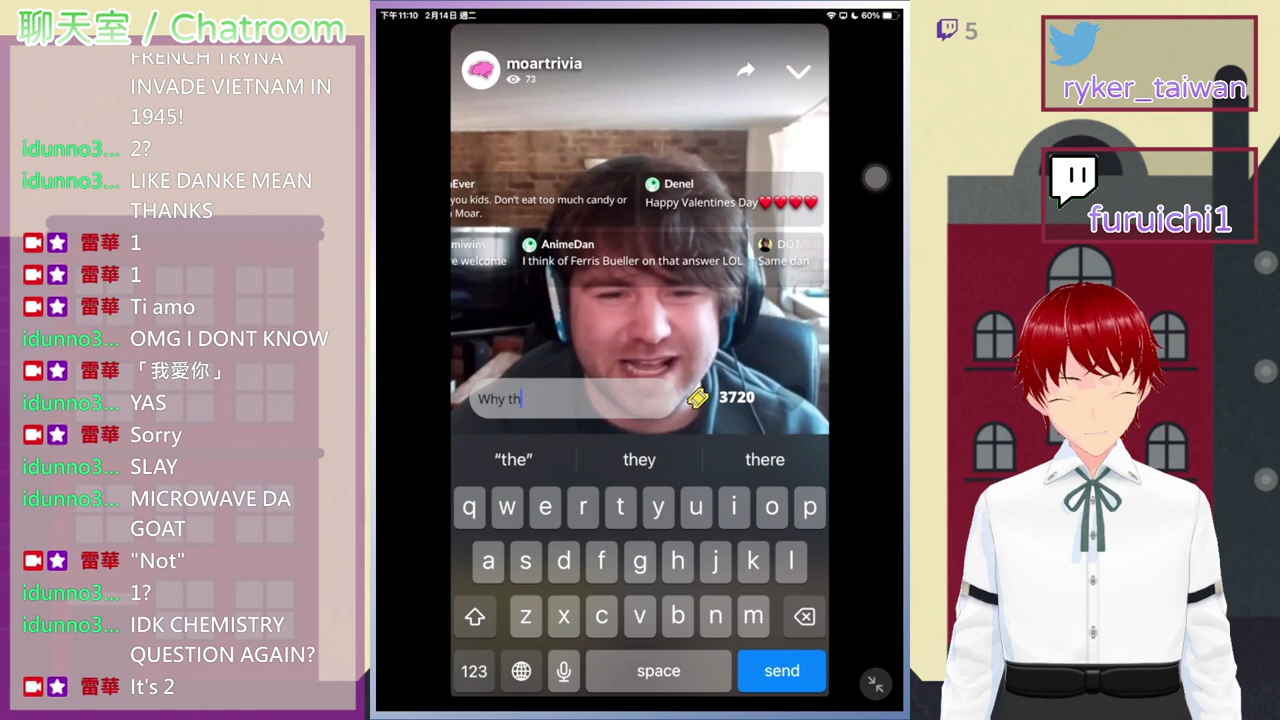 聊天室 / Chatroom
FRENCH TRYNA
INVADE VIETNAM IN
1945!
idunno3... 2?
idunno3... LIKE DANKE MEAN
THANKS
雷華 1
雷華 1
雷華 Ti amo
idunno3... OMG I DONT KNOW
雷華 「我愛你」
idunno3... YAS
雷華 Sorry
idunno3... SLAY
idunno3... MICROWAVE DA
GOAT
雷華 "Not"
idunno3... 1?
idunno3... IDK CHEMISTRY
QUESTION AGAIN?
雷華 It's 2
下午11:10 2月14日 週二
60%
moartrivia
73
Ever
you kids. Don't eat too much candy or
Moar.
Denel
Happy Valentines Day
miwins
e welcome
AnimeDan
I think of Ferris Bueller on that answer LOL
DOT
Same dan
Why th
3720
“the” they there
q w e r t y u i o p
a s d f g h j k l
z x c v b n m
123 space send
5
ryker_taiwan
furuichi1